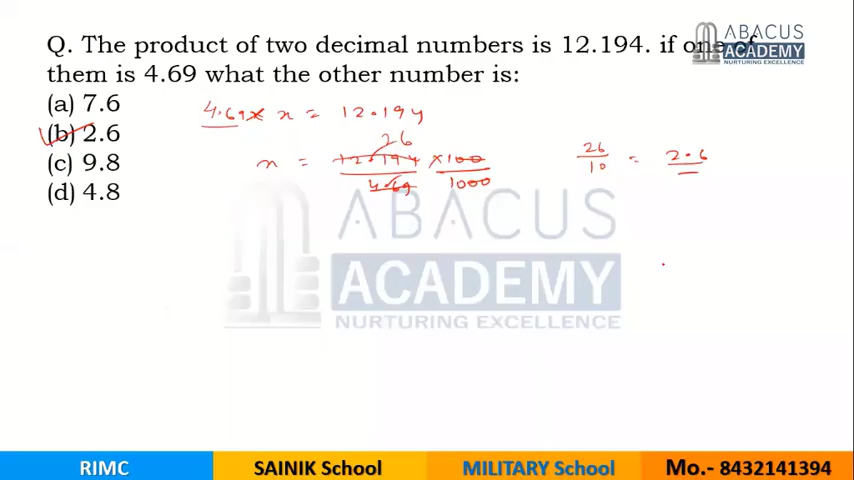 Q. The product of two decimal numbers is 12.194. if one of
them is 4.69 what the other number is:
(a) 7.6
(b) 2.6
(c) 9.8
(d) 4.8
4.69 × x = 12.194
26
x = 12.194 × 100
4.69 1000
26 = 2.6
10
ABACUS
ACADEMY
NURTURING EXCELLENCE
ABACUS
ACADEMY
NURTURING EXCELLENCE
RIMC SAINIK School MILITARY School Mo.- 8432141394